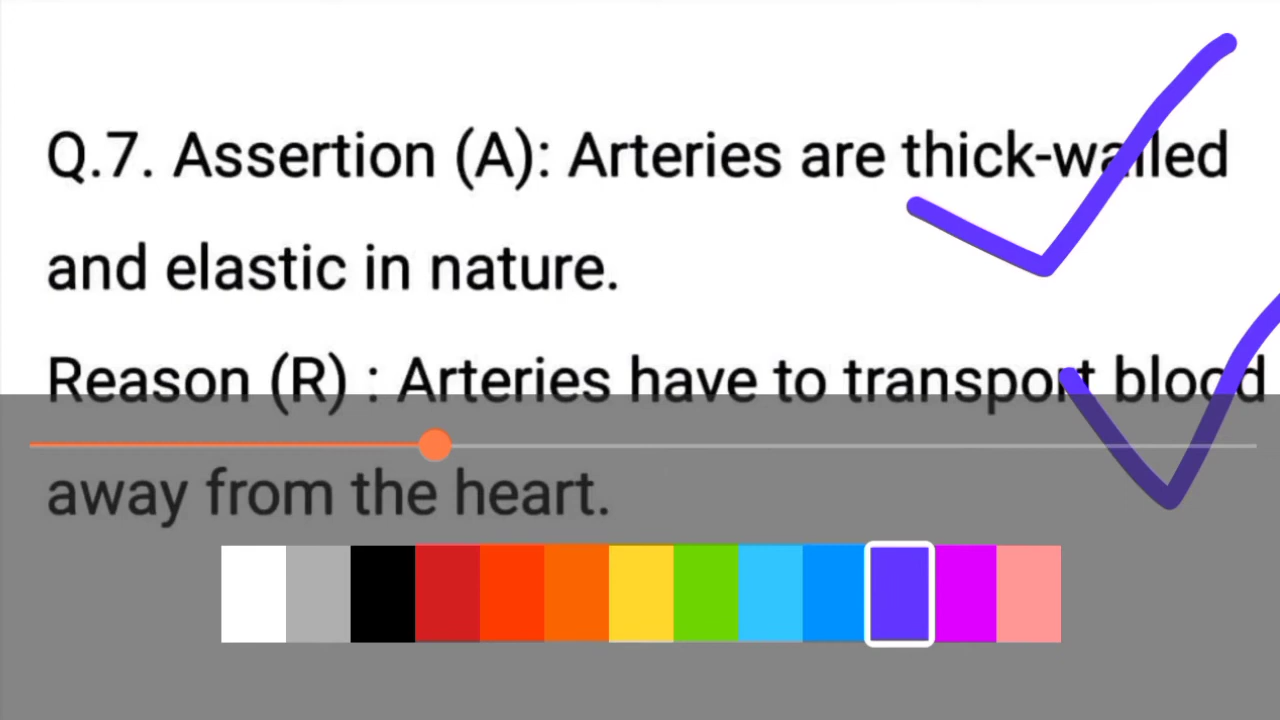 Q.7. Assertion (A): Arteries are thick-walled
and elastic in nature.
Reason (R) : Arteries have to transport blood
away from the heart.